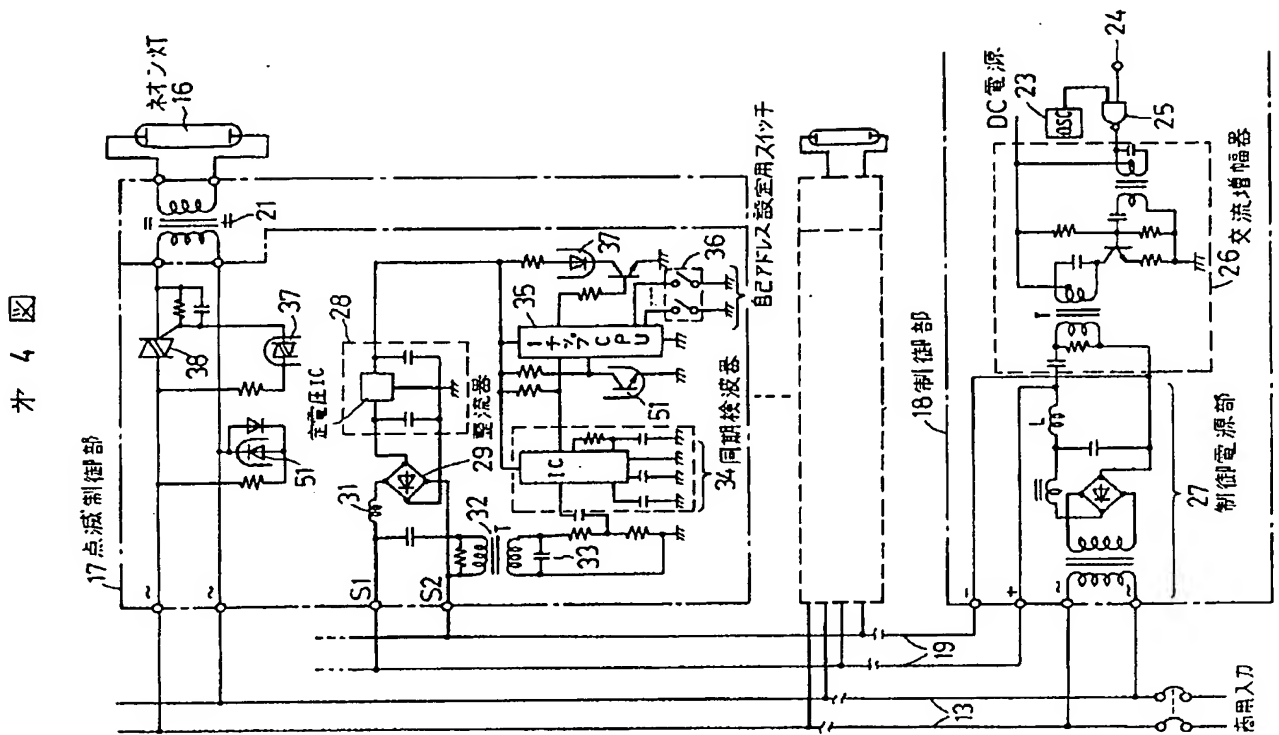 オ 4 図
17 点滅制御部
ネオン灯
16
21
38
37
51
28
定電圧IC
29 整流器
31
32
T
33
S1
S2
~
~
37
36
35
1チップCPU
51
IC
34 同期検波器
自己アドレス設定用スイッチ
19
13
商用入力
18 制御部
DC電源
23
OSC
24
25
26 交流増幅器
T
L
27
制御電源部
-
+
~
~